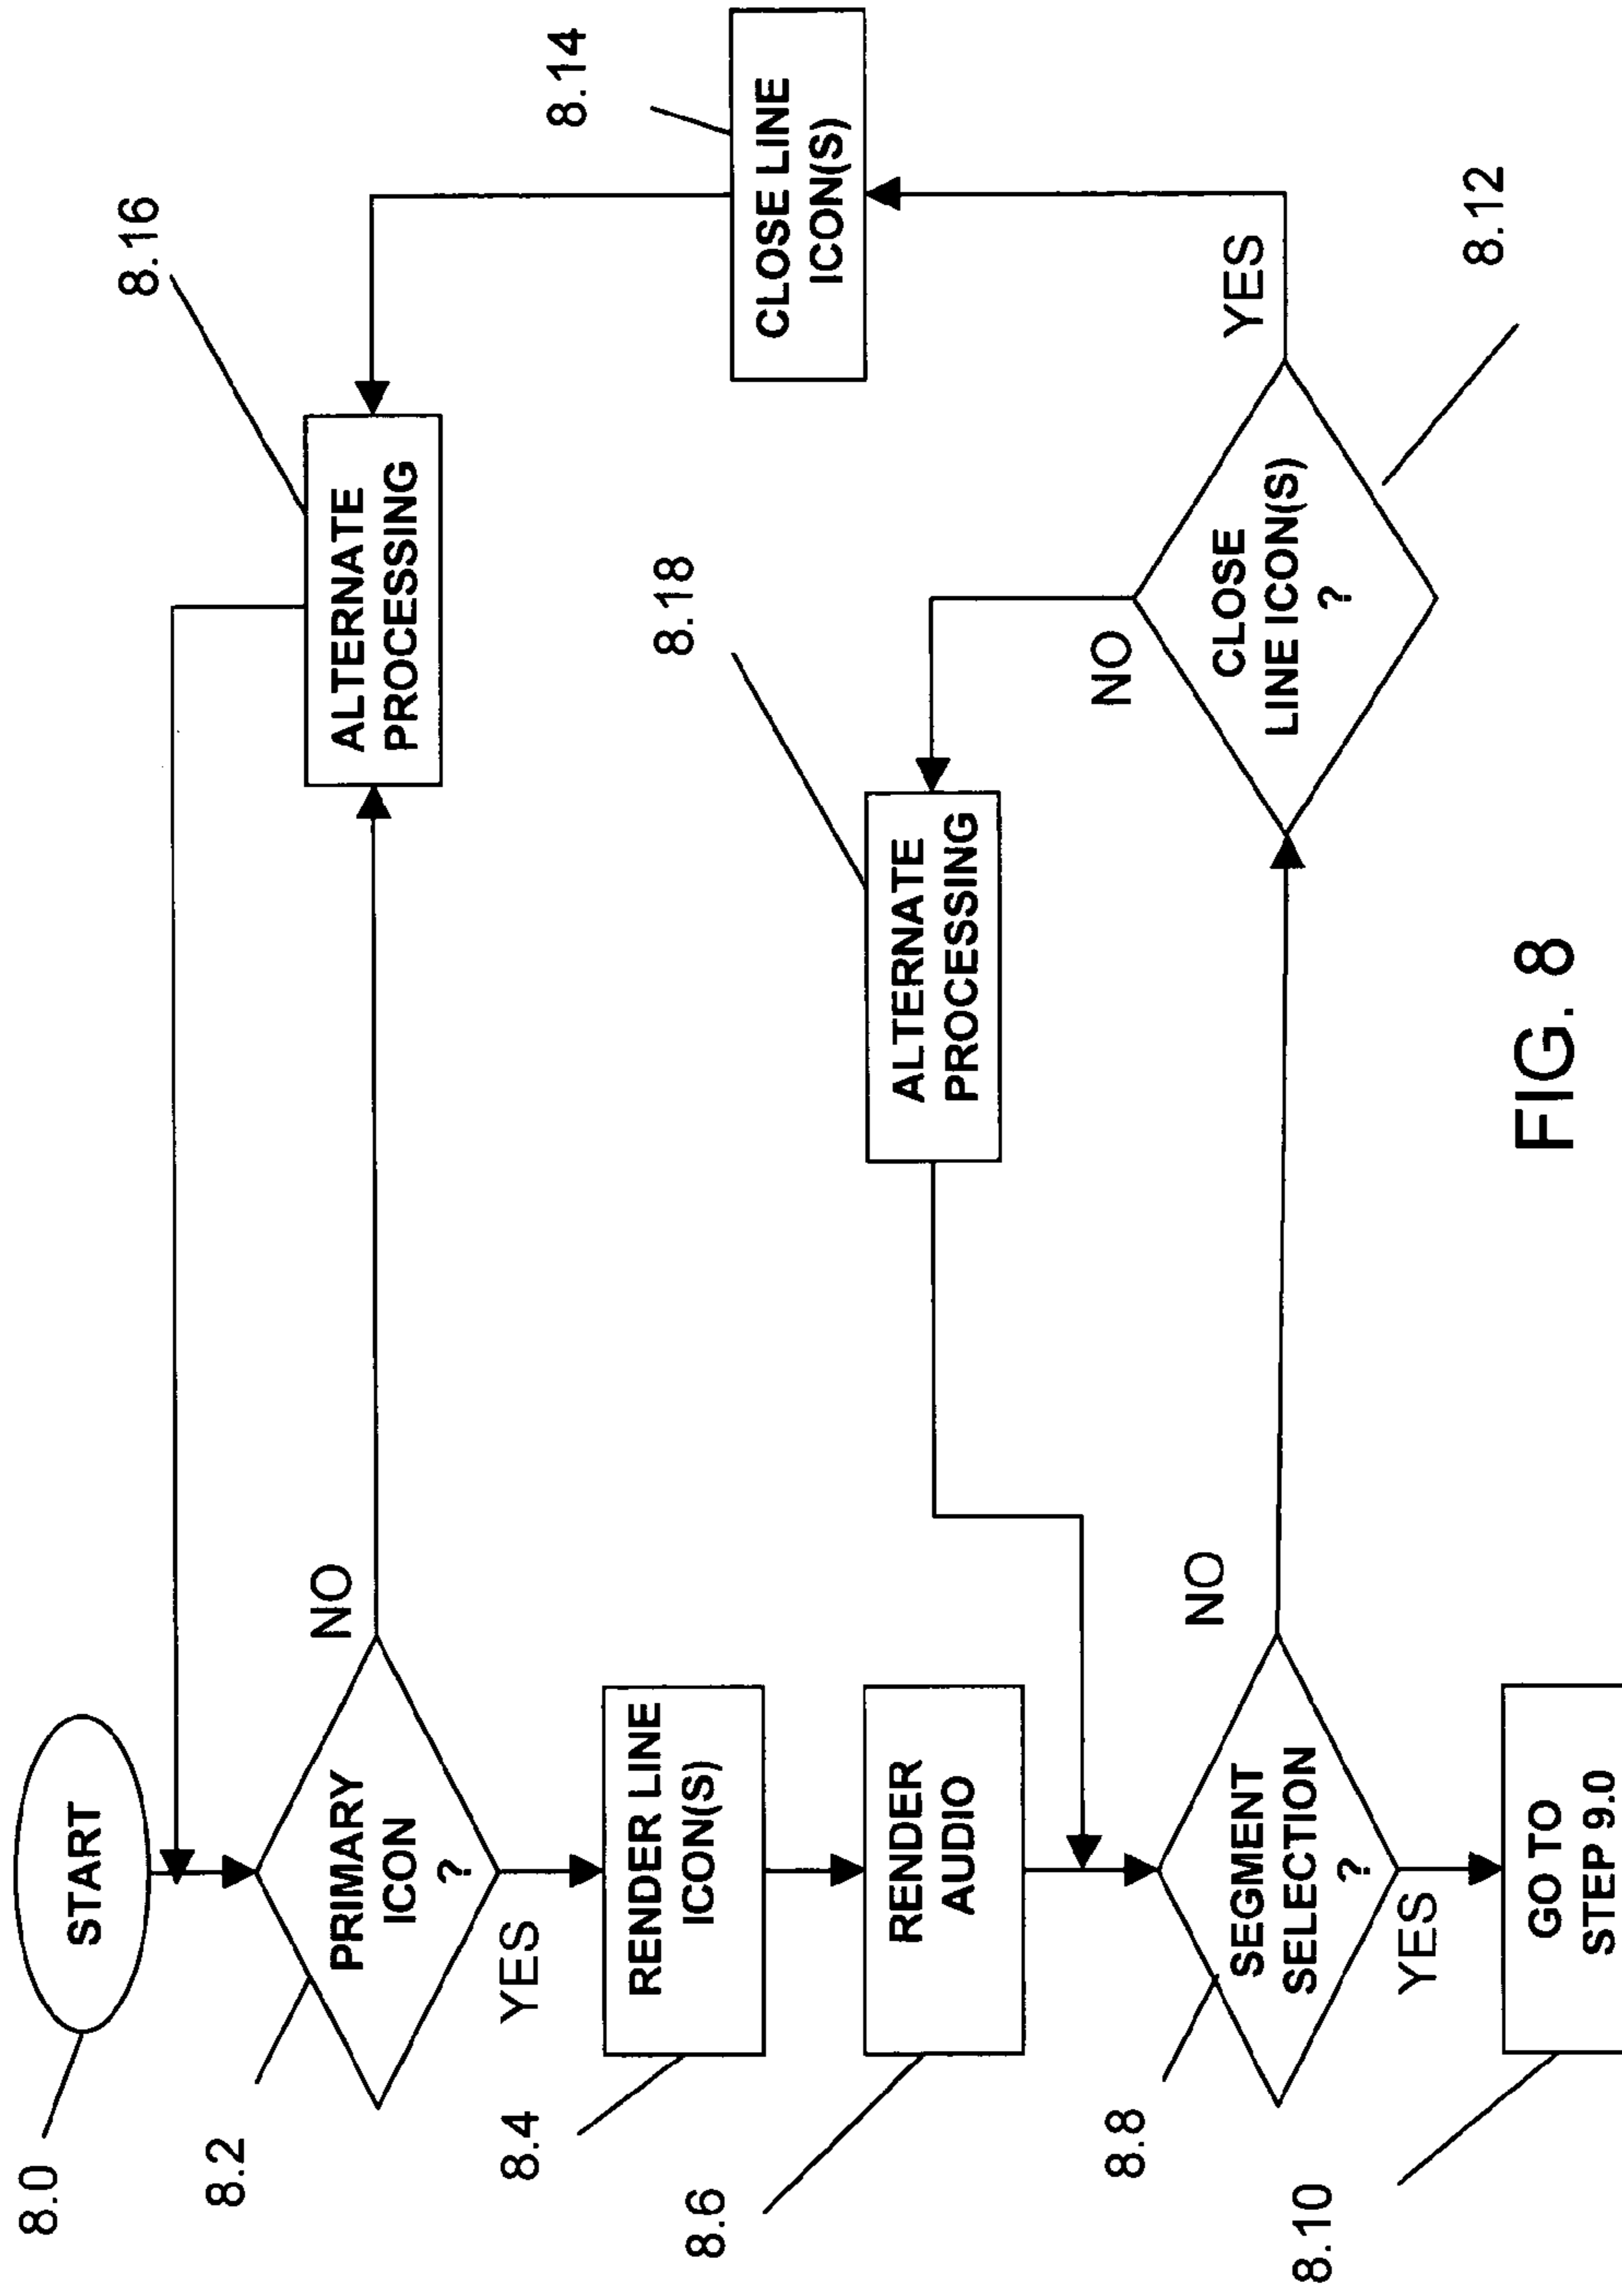 8.0
START
8.2
PRIMARY
ICON
?
NO
YES
8.16
ALTERNATE
PROCESSING
8.4
RENDER LINE
ICON(S)
8.14
CLOSE LINE
ICON(S)
8.6
RENDER
AUDIO
8.18
ALTERNATE
PROCESSING
8.8
SEGMENT
SELECTION
?
NO
YES
NO
CLOSE
LINE ICON(S)
?
YES
8.12
8.10
GO TO
STEP 9.0
FIG. 8